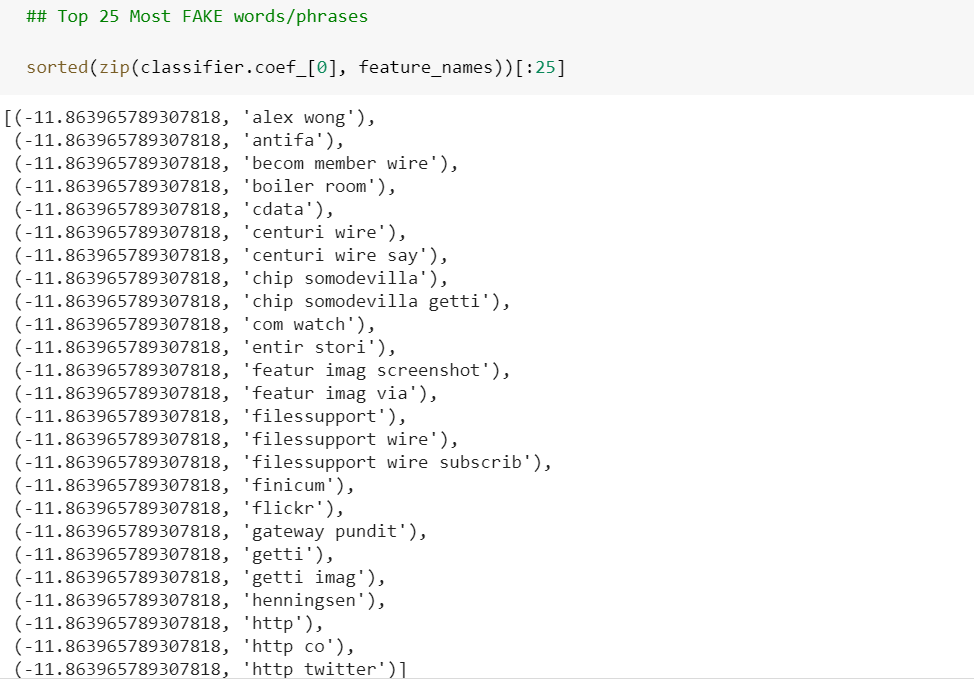 ## Top 25 Most FAKE words/phrases
sorted(zip(classifier.coef_[0], feature_names))[:25]
[(-11.863965789307818, 'alex wong'),
(-11.863965789307818, 'antifa'),
(-11.863965789307818, 'becom member wire'),
(-11.863965789307818, 'boiler room'),
(-11.863965789307818, 'cdata'),
(-11.863965789307818, 'centuri wire'),
(-11.863965789307818, 'centuri wire say'),
(-11.863965789307818, 'chip somodevilla'),
(-11.863965789307818, 'chip somodevilla getti'),
(-11.863965789307818, 'com watch'),
(-11.863965789307818, 'entir stori'),
(-11.863965789307818, 'featur imag screenshot'),
(-11.863965789307818, 'featur imag via'),
(-11.863965789307818, 'filessupport'),
(-11.863965789307818, 'filessupport wire'),
(-11.863965789307818, 'filessupport wire subscrib'),
(-11.863965789307818, 'finicum'),
(-11.863965789307818, 'flickr'),
(-11.863965789307818, 'gateway pundit'),
(-11.863965789307818, 'getti'),
(-11.863965789307818, 'getti imag'),
(-11.863965789307818, 'henningsen'),
(-11.863965789307818, 'http'),
(-11.863965789307818, 'http co'),
(-11.863965789307818, 'http twitter')]